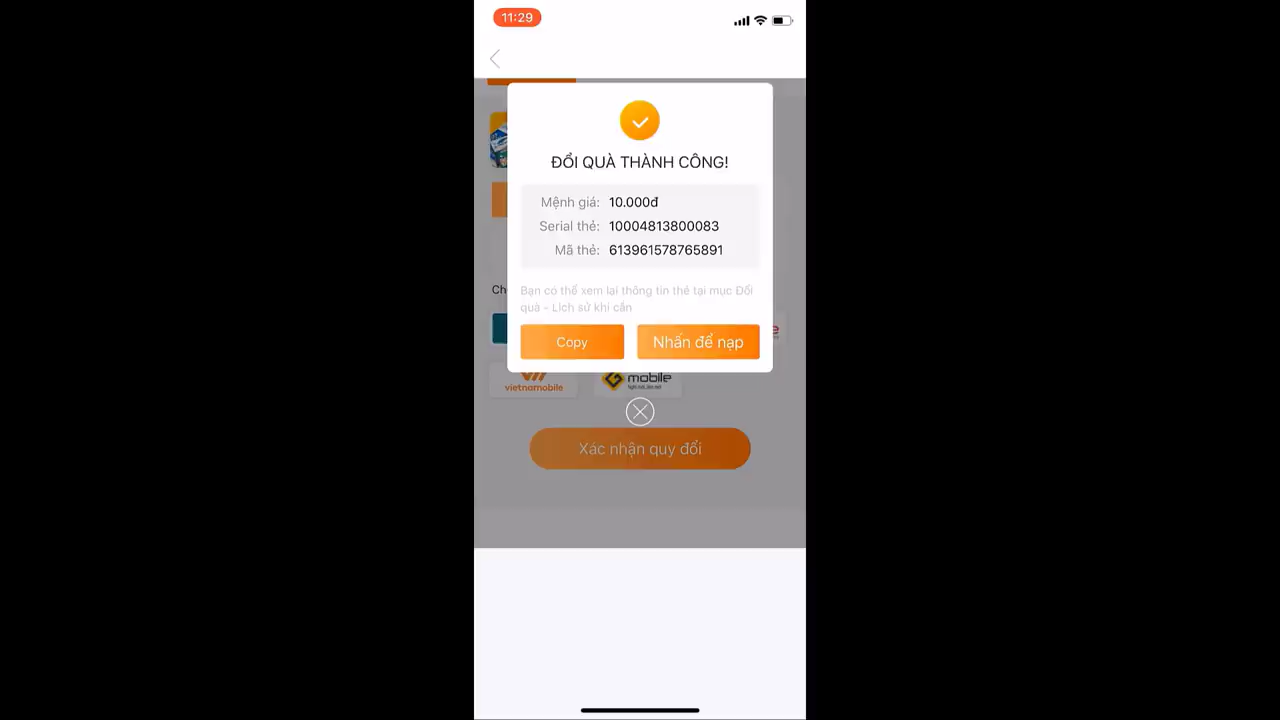 11:29
ĐỔI QUÀ THÀNH CÔNG!
Mệnh giá: 10.000đ
Serial thẻ: 10004813800083
Mã thẻ: 613961578765891
Bạn có thể xem lại thông tin thẻ tại mục Đổi
quà - Lịch sử khi cần
Copy
Nhấn để nạp
vietnamobile
mobile
Xác nhận quy đổi